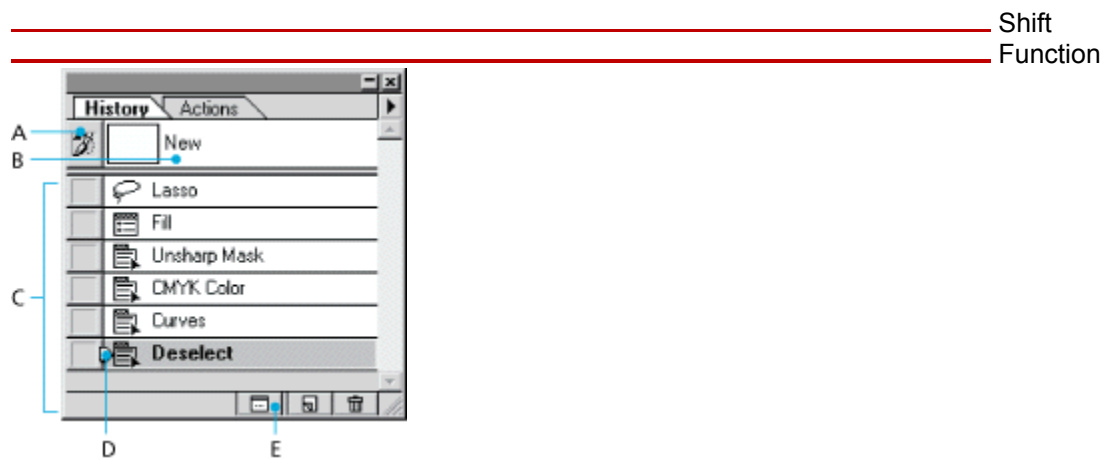 Shift
Function
History Actions
A
New
B
Lasso
Fill
Unsharp Mask
C
CMYK Color
Curves
Deselect
D E